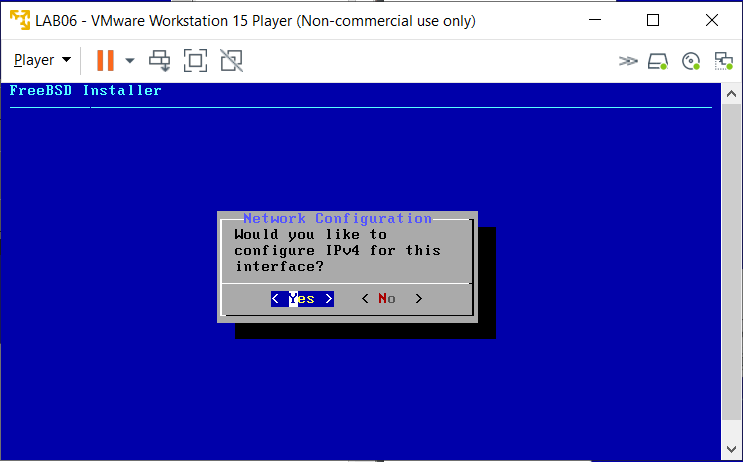 LAB06 - VMware Workstation 15 Player (Non-commercial use only)
Player
FreeBSD Installer
Network Configuration
Would you like to
configure IPv4 for this
interface?
< Yes > < No >